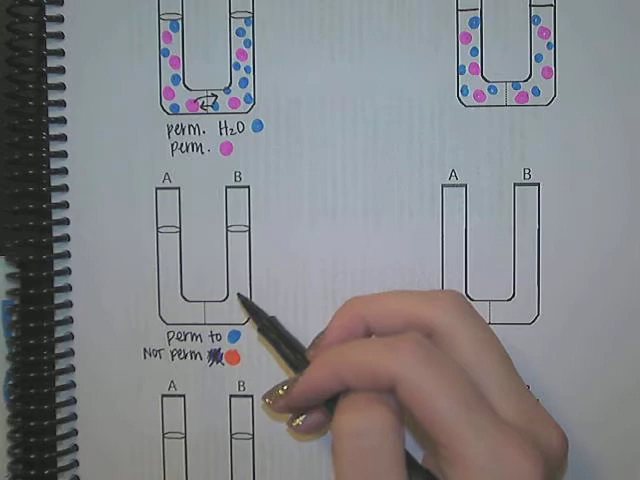 perm. H2O
perm.
A B
A B
perm to
NOT perm
A B